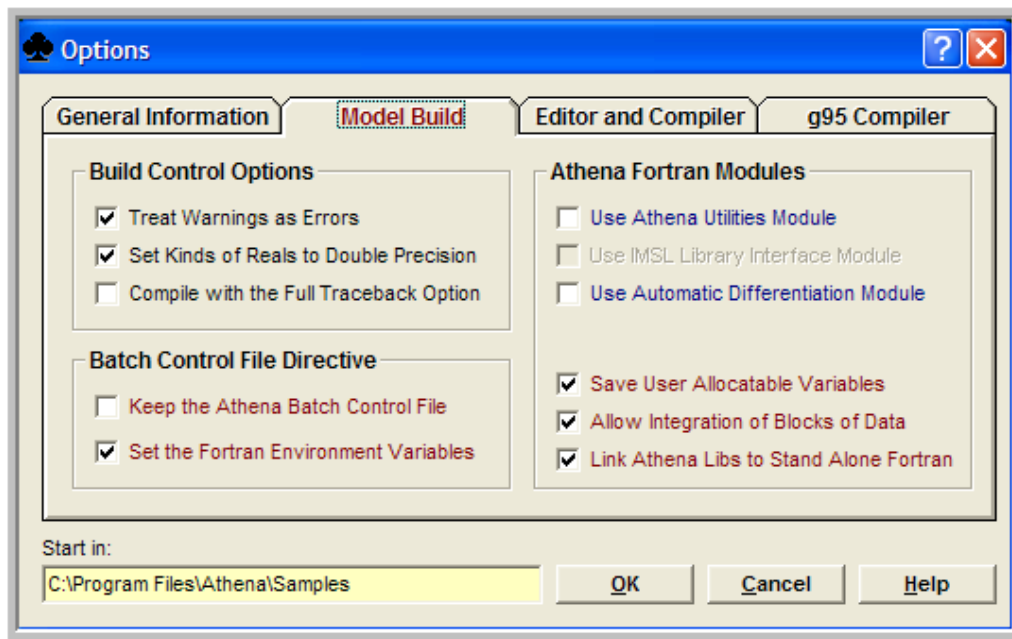 Options
General Information
Model Build
Editor and Compiler
g95 Compiler
Build Control Options
Treat Warnings as Errors
Set Kinds of Reals to Double Precision
Compile with the Full Traceback Option
Batch Control File Directive
Keep the Athena Batch Control File
Set the Fortran Environment Variables
Athena Fortran Modules
Use Athena Utilities Module
Use IMSL Library Interface Module
Use Automatic Differentiation Module
Save User Allocatable Variables
Allow Integration of Blocks of Data
Link Athena Libs to Stand Alone Fortran
Start in:
C:\Program Files\Athena\Samples
OK
Cancel
Help